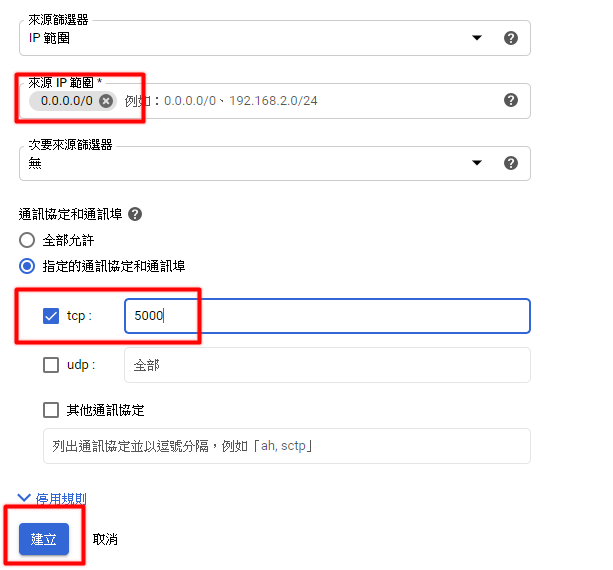 來源篩選器
IP 範圍
來源 IP 範圍 *
0.0.0.0/0 例如：0.0.0.0/0、192.168.2.0/24
次要來源篩選器
無
通訊協定和通訊埠
全部允許
指定的通訊協定和通訊埠
tcp : 5000
udp : 全部
其他通訊協定
列出通訊協定並以逗號分隔，例如「ah, sctp」
停用規則
建立 取消